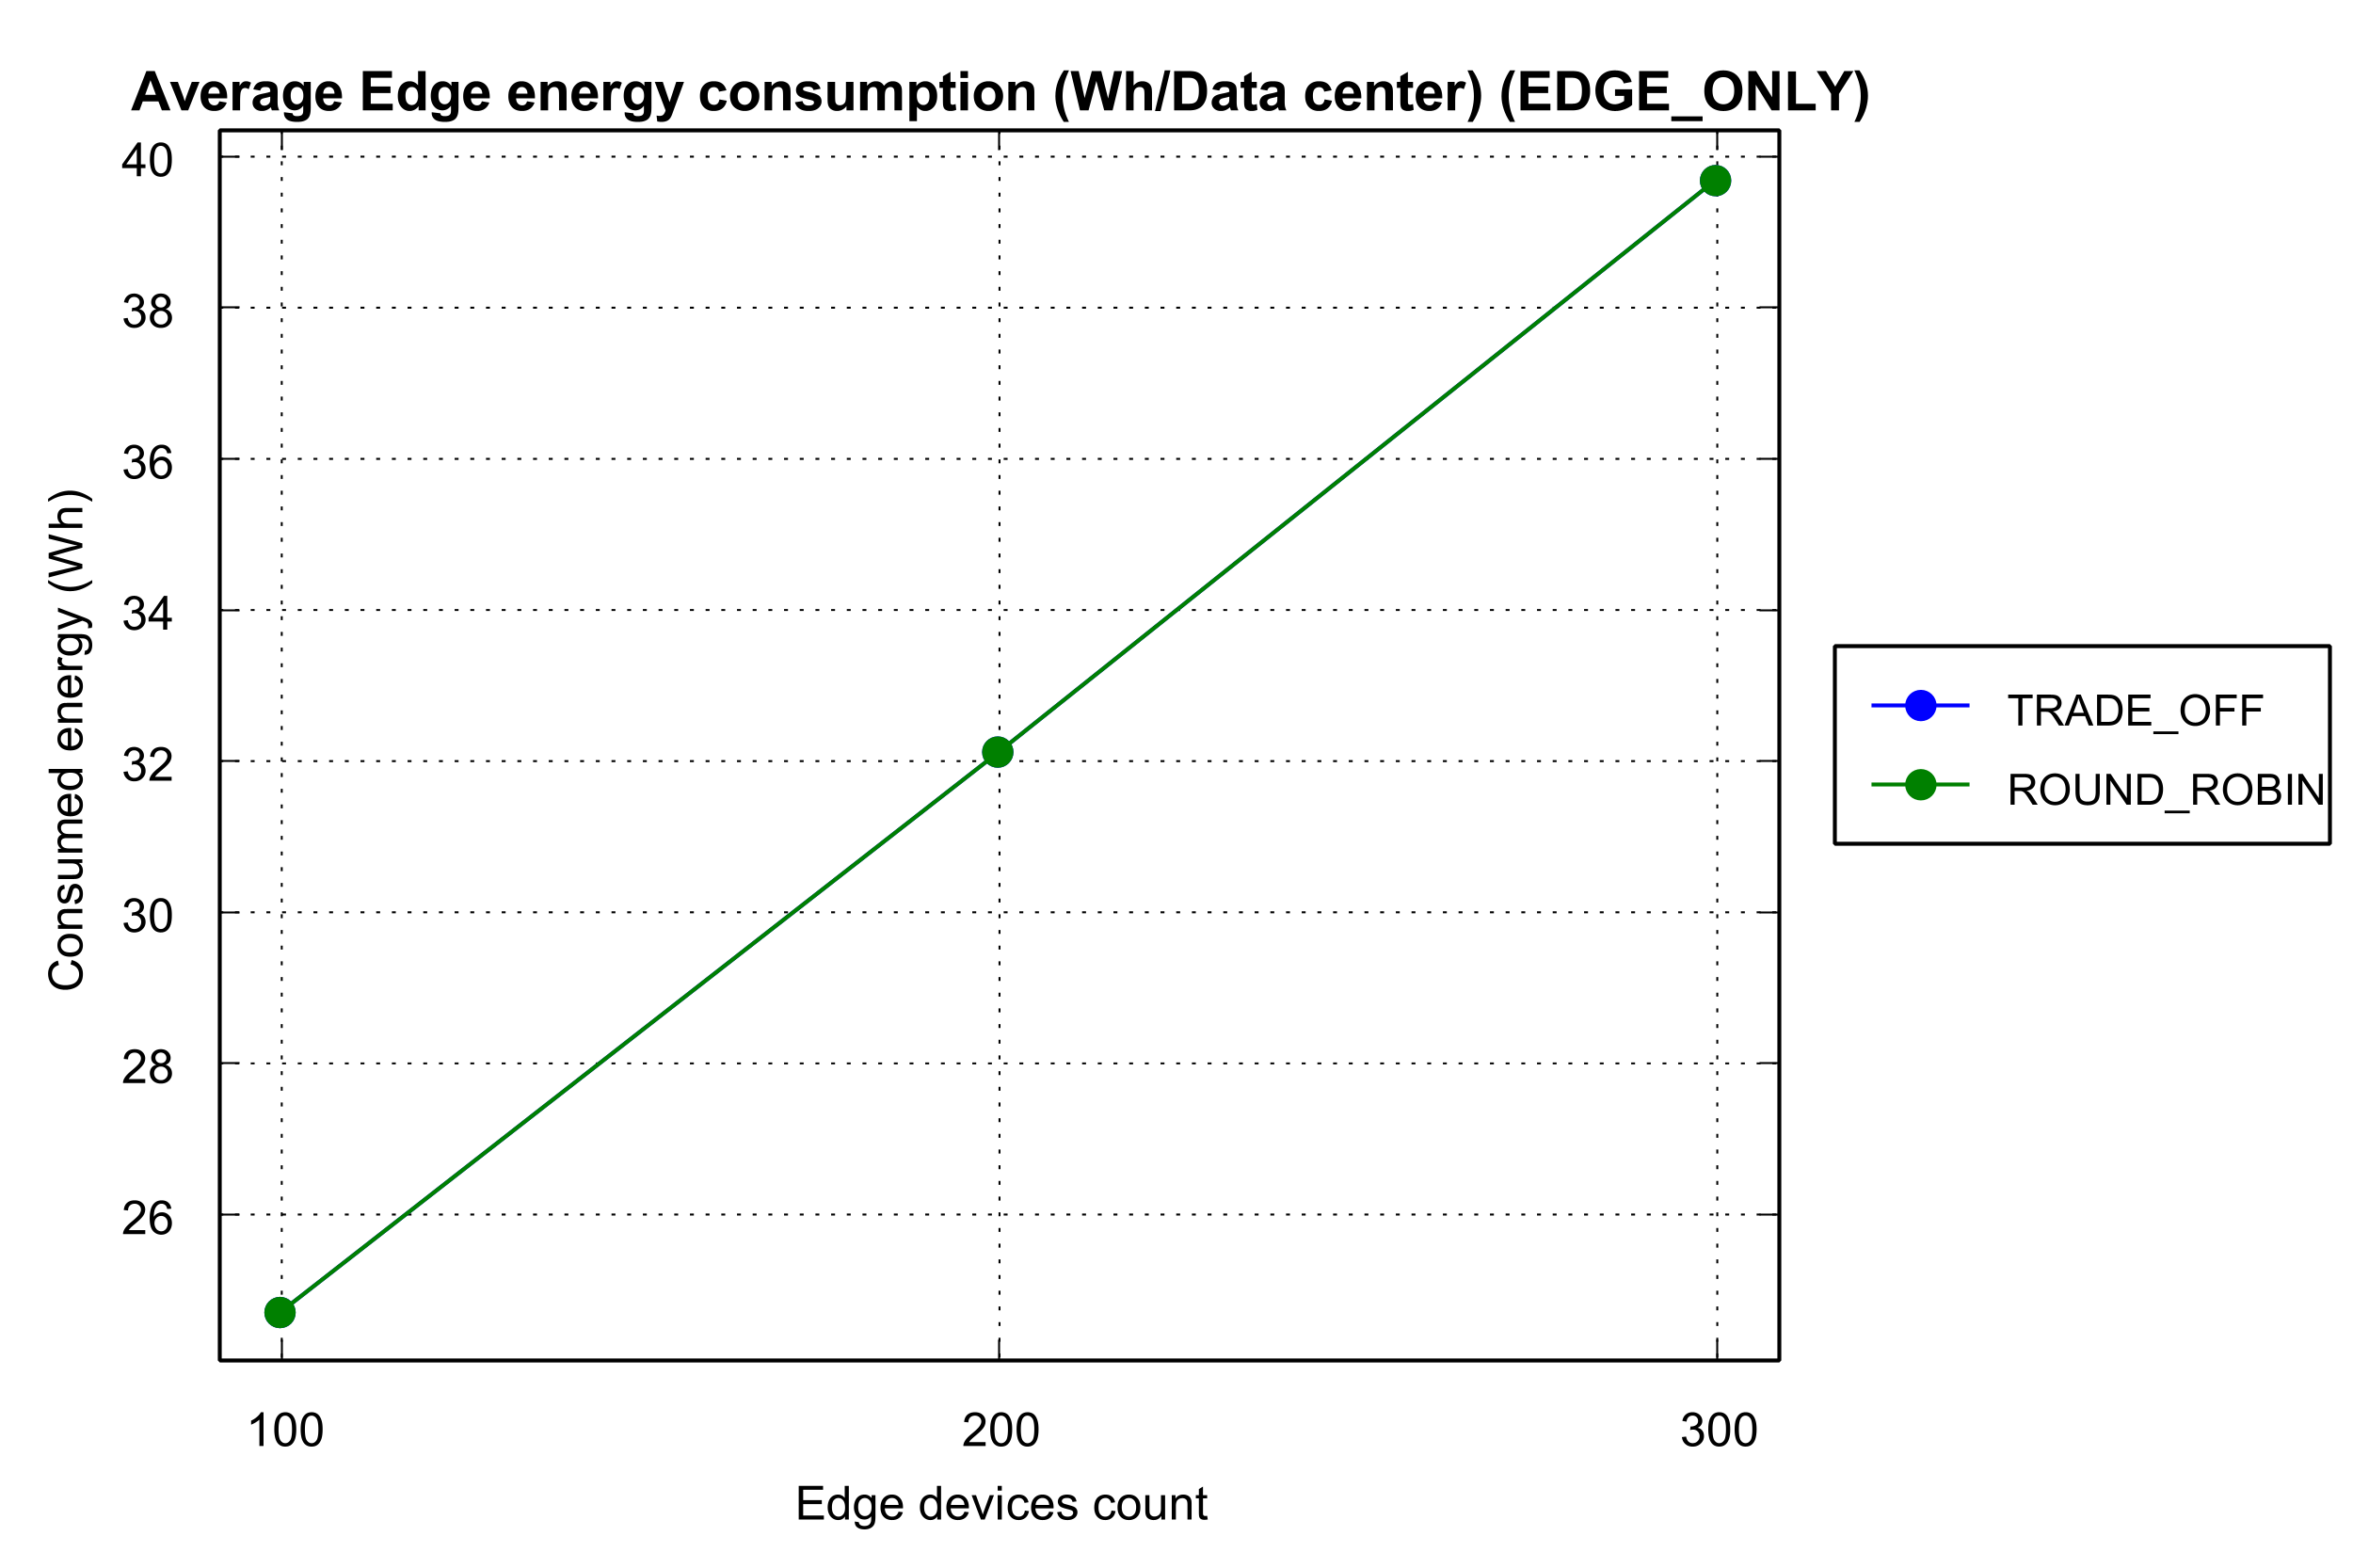 Average Edge energy consumption (Wh/Data center) (EDGE_ONLY)
40
38
36
34
32
30
28
26
Consumed energy (Wh)
100
200
300
Edge devices count
TRADE_OFF
ROUND_ROBIN